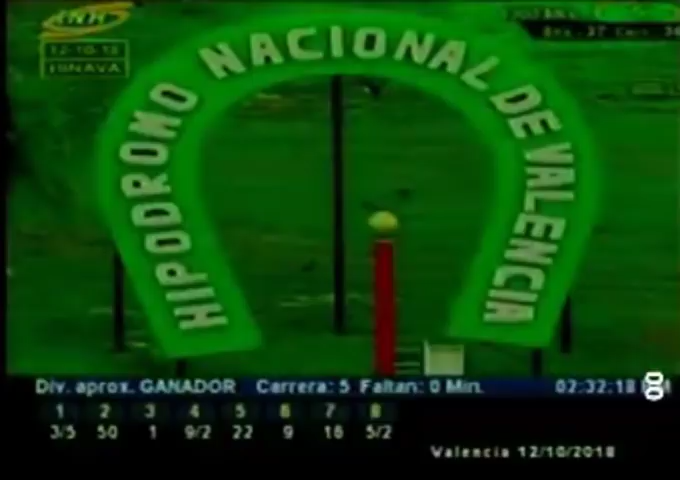 INH
12-10-18
HINAVA
HIPODROMO NACIONAL DE VALENCIA
Div. aprox. GANADOR Carrera: 5 Faltan: 0 Min. 02:32:18
1 2 3 4 5 6 7 8
3/5 50 1 9/2 22 9 16 5/2
Valencia 12/10/2018